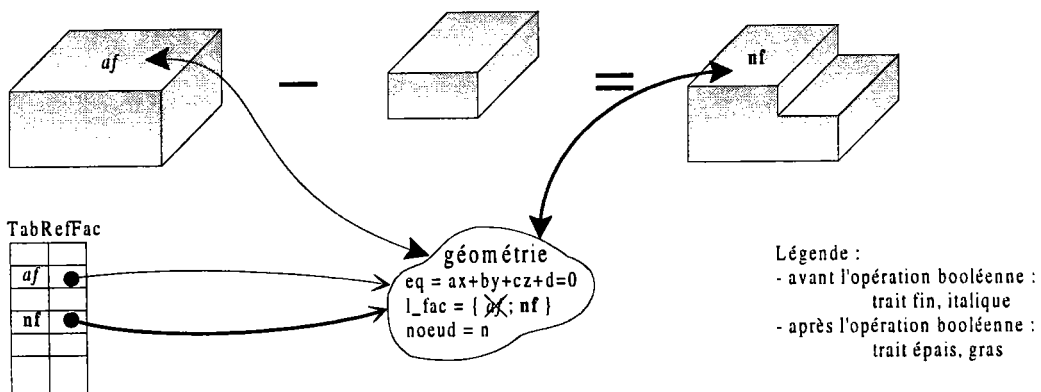 af
nf
TabRefFac
af
nf
géométrie
eq = ax+by+cz+d=0
l_fac = { af ; nf }
noeud = n
Légende :
- avant l'opération booléenne :
trait fin, italique
- après l'opération booléenne :
trait épais, gras